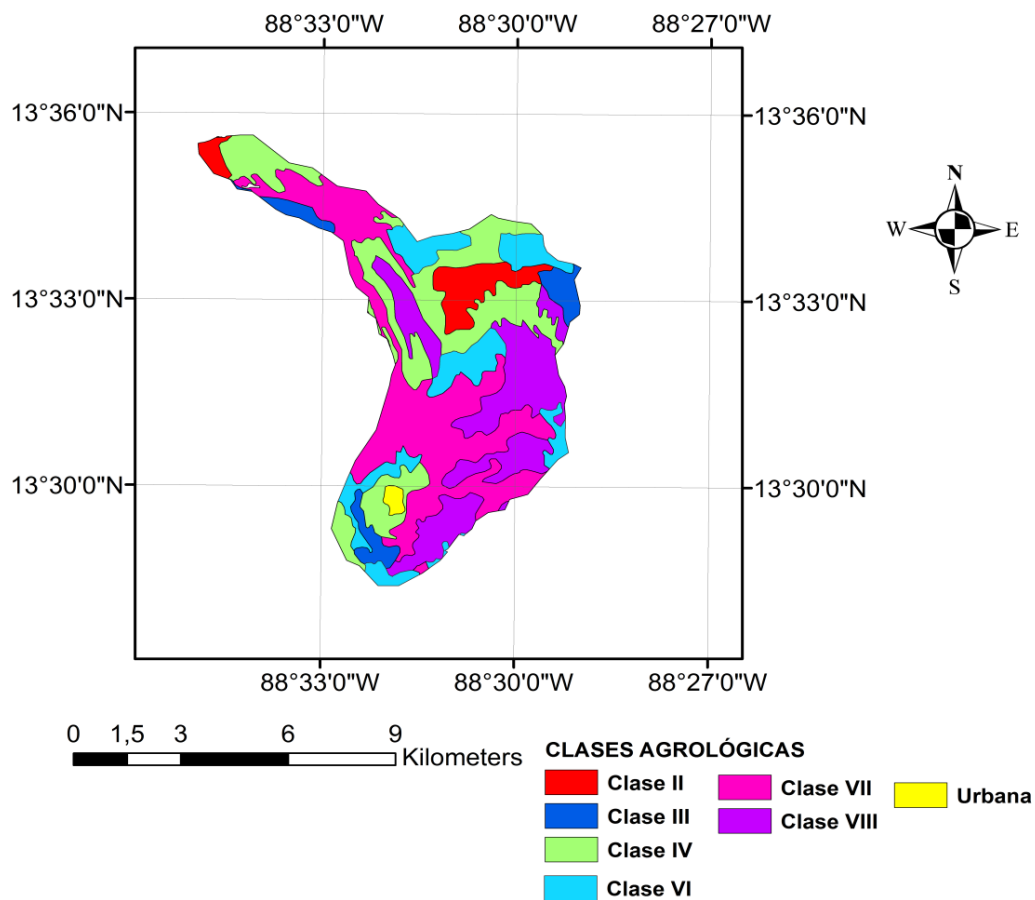 88°33'0"W 88°30'0"W 88°27'0"W
13°36'0"N 13°36'0"N
N
W E
S
13°33'0"N 13°33'0"N
13°30'0"N 13°30'0"N
88°33'0"W 88°30'0"W 88°27'0"W
0 1,5 3 6 9
Kilometers
CLASES AGROLÓGICAS
Clase II
Clase III
Clase IV
Clase VI
Clase VII
Clase VIII
Urbana